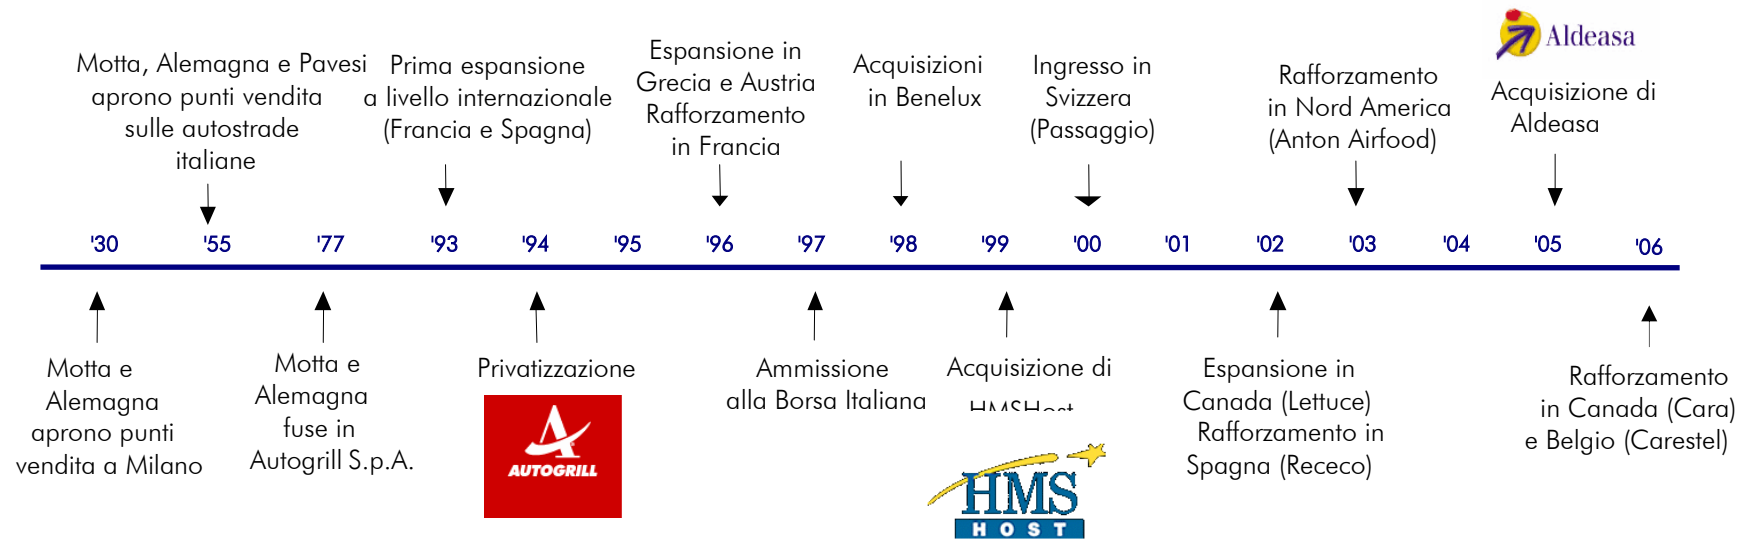 Aldeasa
Motta, Alemagna e Pavesi
aprono punti vendita
sulle autostrade
italiane
Prima espansione
a livello internazionale
(Francia e Spagna)
Espansione in
Grecia e Austria
Rafforzamento
in Francia
Acquisizioni
in Benelux
Ingresso in
Svizzera
(Passaggio)
Rafforzamento
in Nord America
(Anton Airfood)
Acquisizione di
Aldeasa
'30 '55 '77 '93 '94 '95 '96 '97 '98 '99 '00 '01 '02 '03 '04 '05 '06
Motta e
Alemagna
aprono punti
vendita a Milano
Motta e
Alemagna
fuse in
Autogrill S.p.A.
Privatizzazione
AUTOGRILL
Ammissione
alla Borsa Italiana
Acquisizione di
HMSHost
HMS
HOST
Espansione in
Canada (Lettuce)
Rafforzamento in
Spagna (Receco)
Rafforzamento
in Canada (Cara)
e Belgio (Carestel)